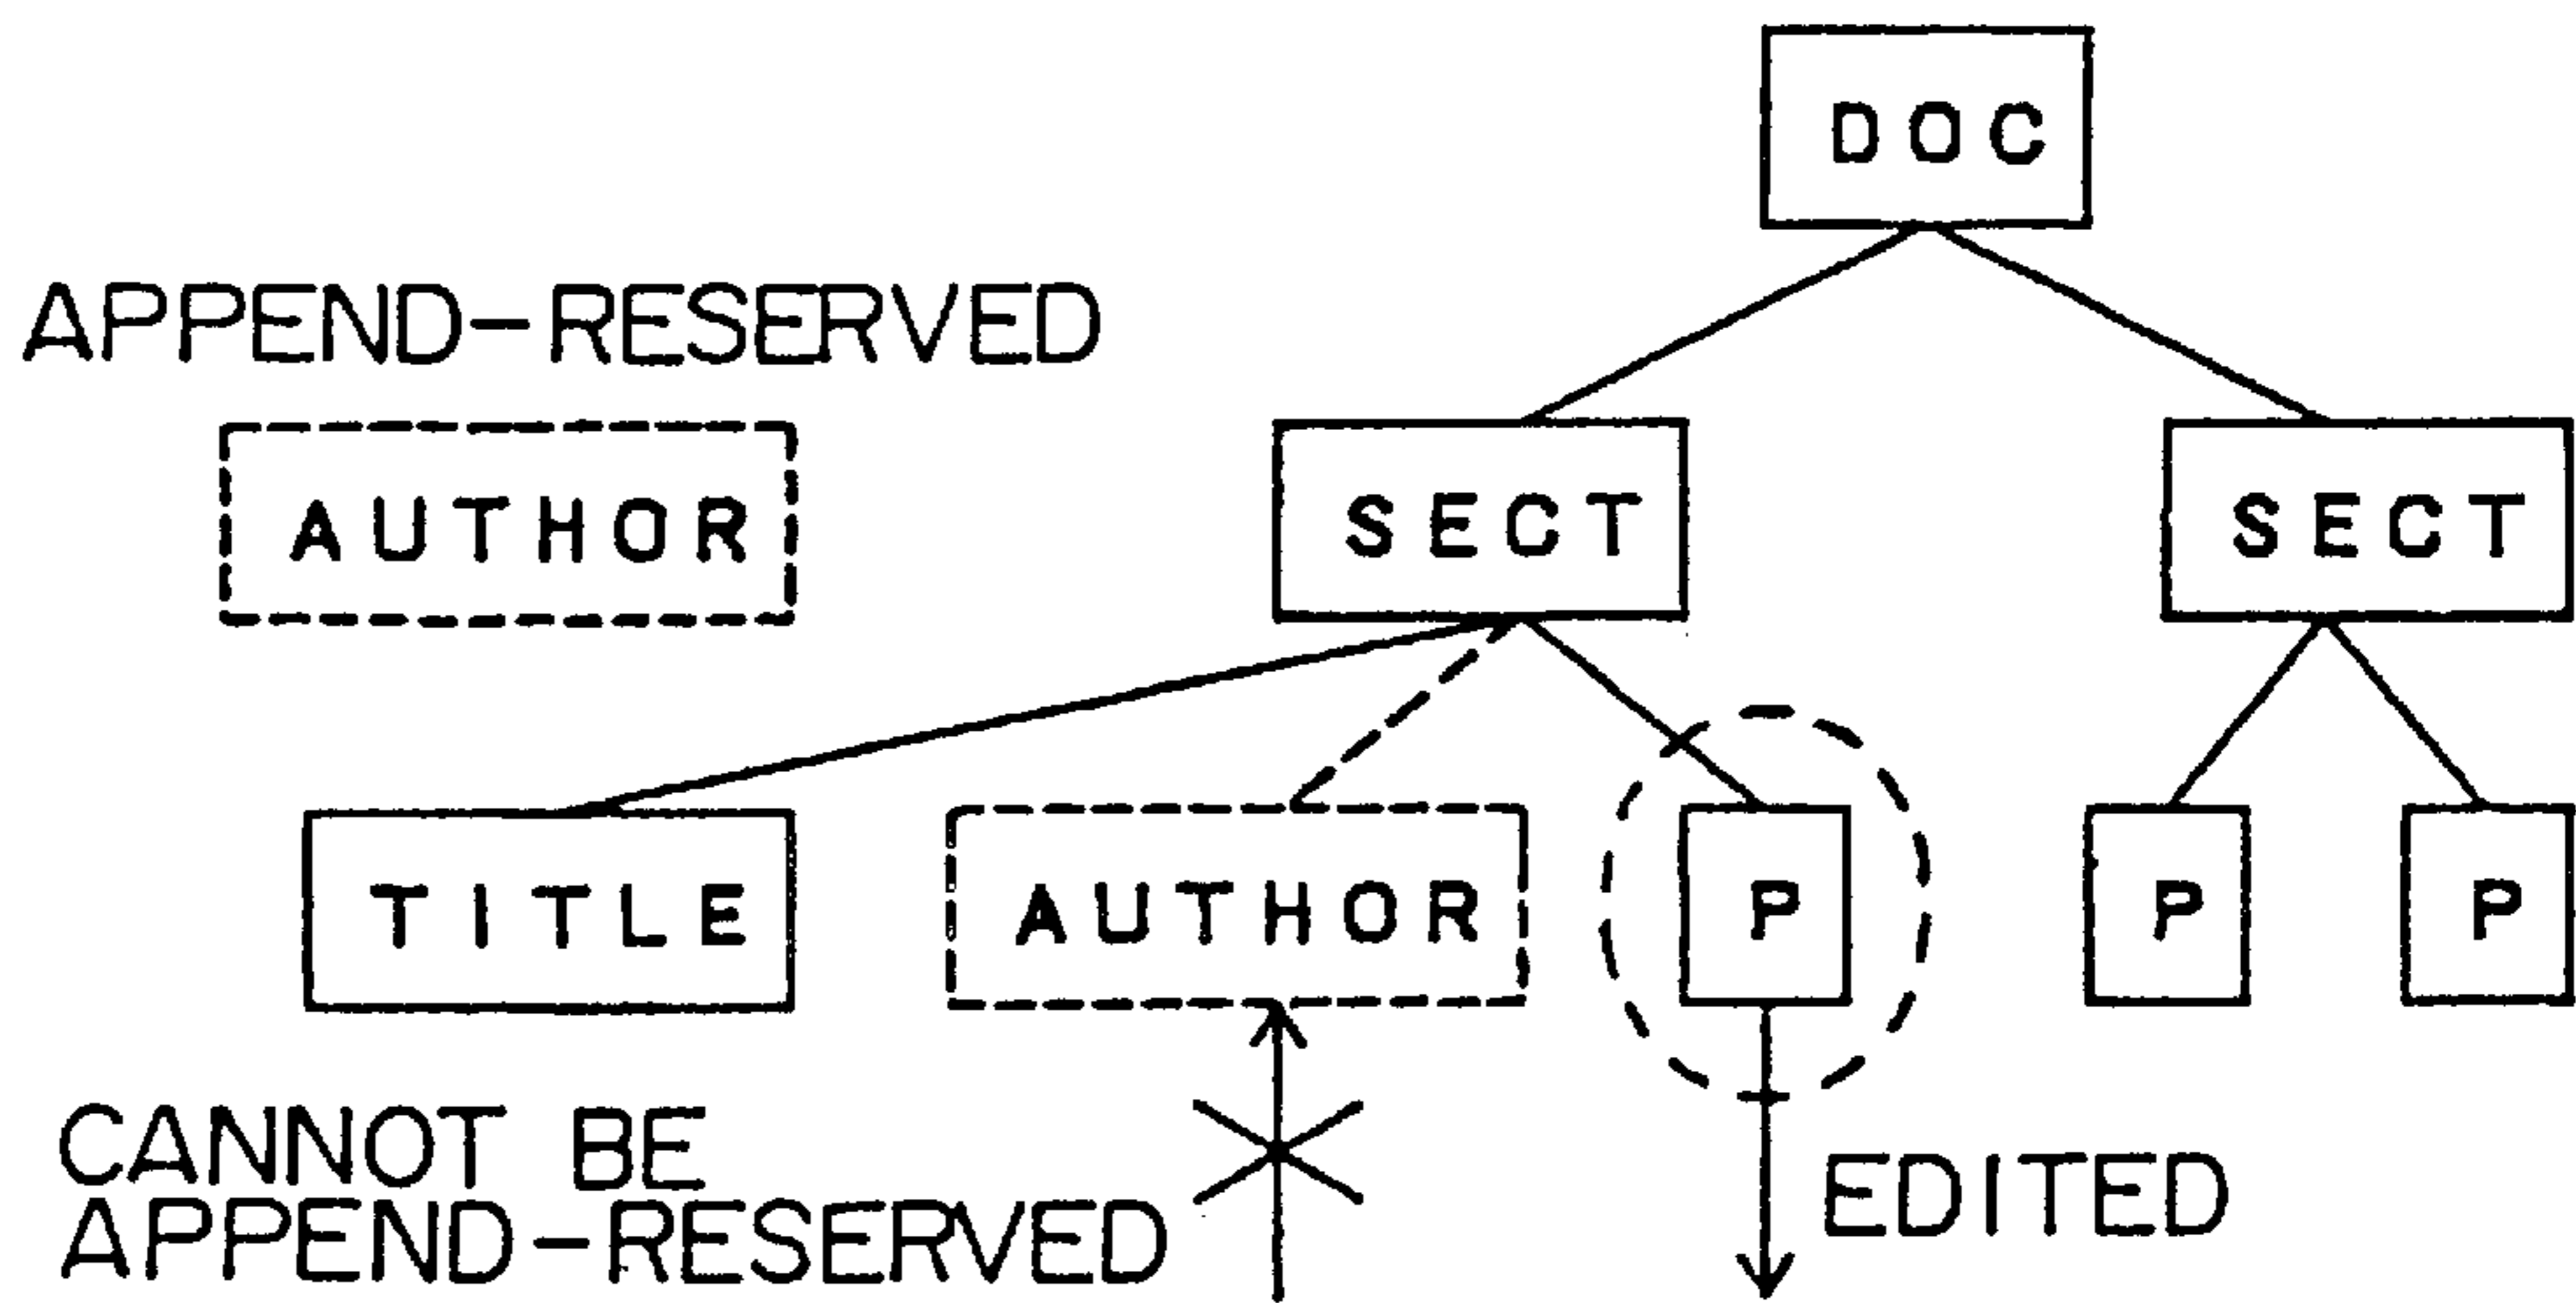 DOC
APPEND-RESERVED
AUTHOR
SECT
SECT
TITLE
AUTHOR
P
P
P
CANNOT BE
APPEND-RESERVED
EDITED